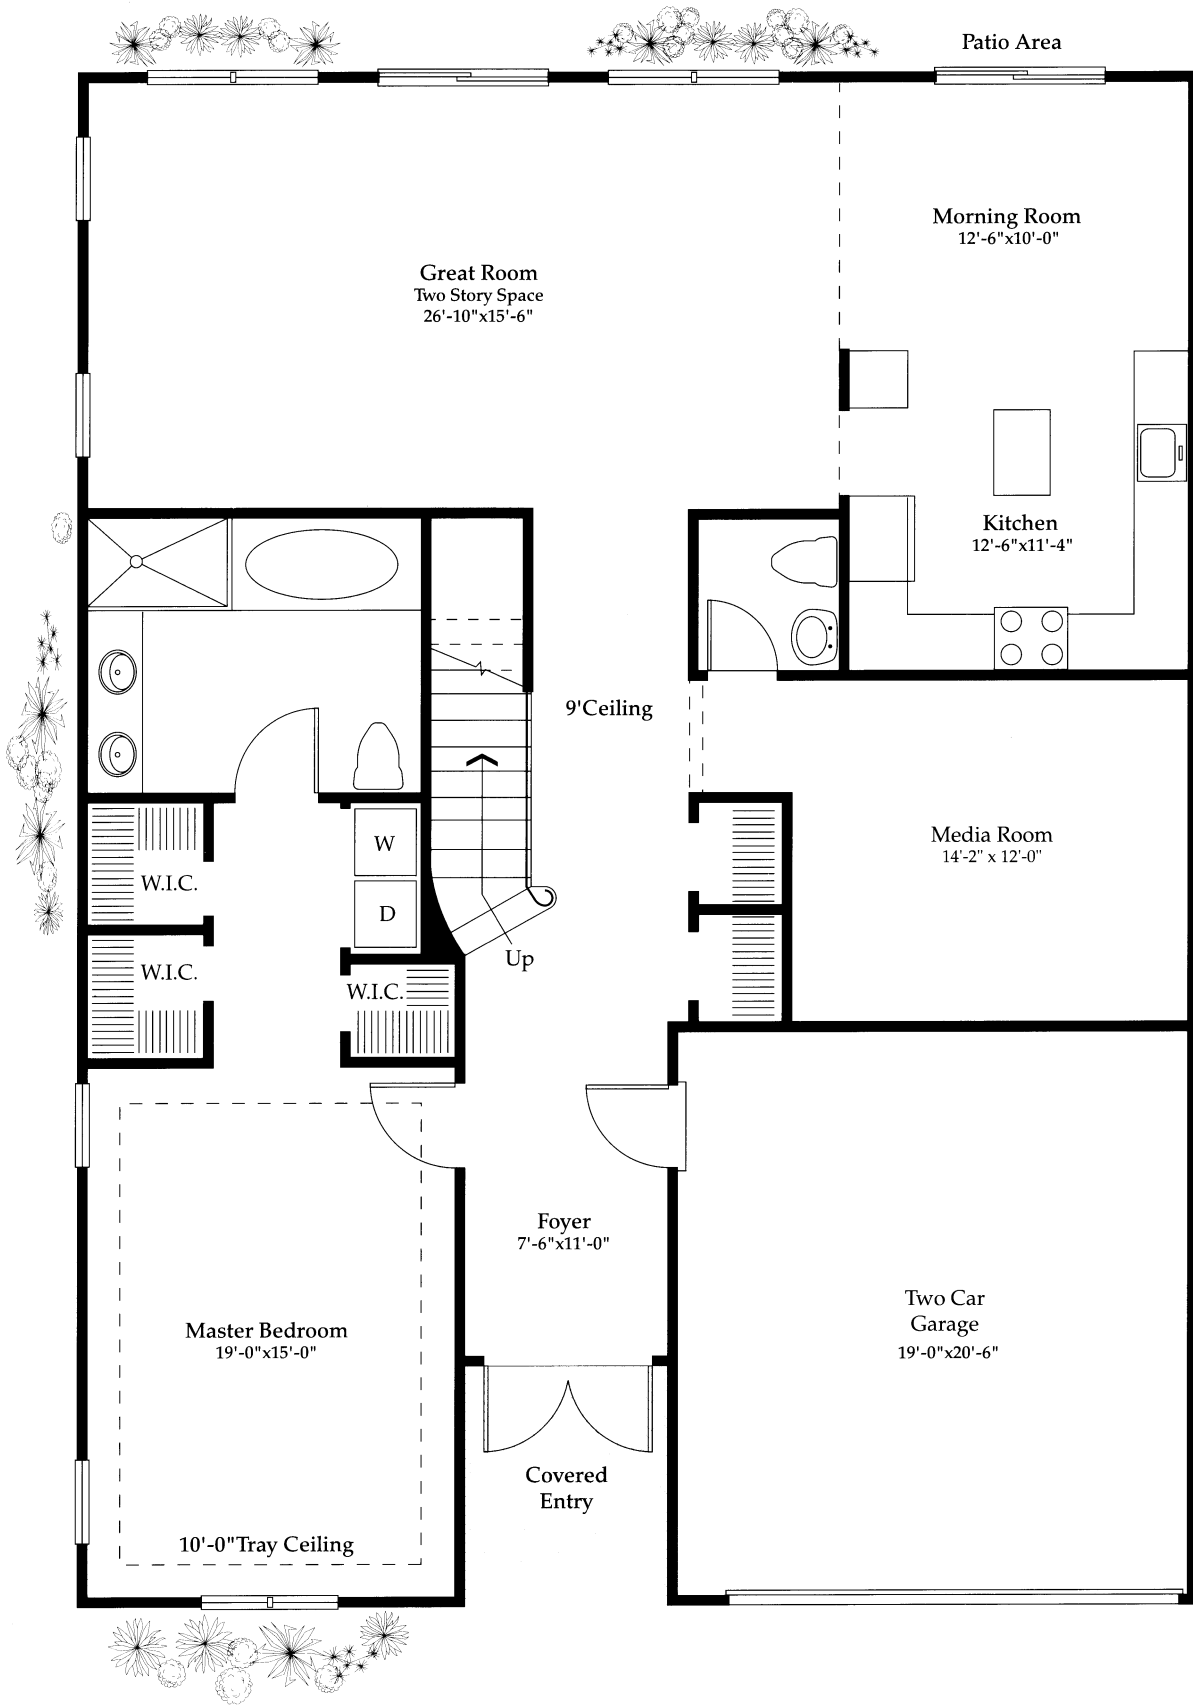 Patio Area
Morning Room
12'-6"x10'-0"
Great Room
Two Story Space
26'-10"x15'-6"
Kitchen
12'-6"x11'-4"
9'Ceiling
Media Room
14'-2" x 12'-0"
W
W.I.C.
D
Up
W.I.C.
W.I.C.
Foyer
7'-6"x11'-0"
Two Car
Garage
19'-0"x20'-6"
Master Bedroom
19'-0"x15'-0"
Covered
Entry
10'-0"Tray Ceiling